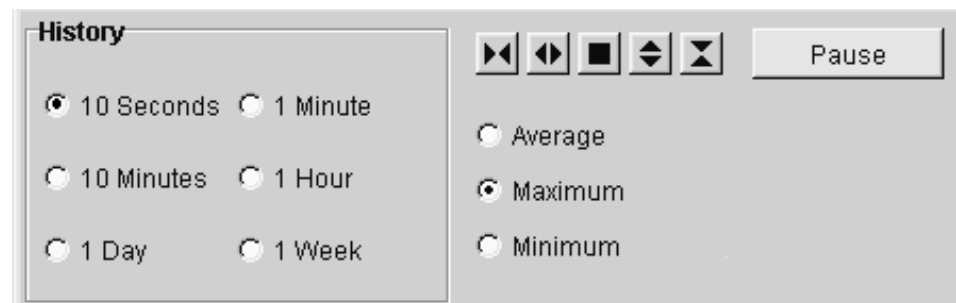 History
10 Seconds 1 Minute
10 Minutes 1 Hour
1 Day 1 Week
Pause
Average
Maximum
Minimum